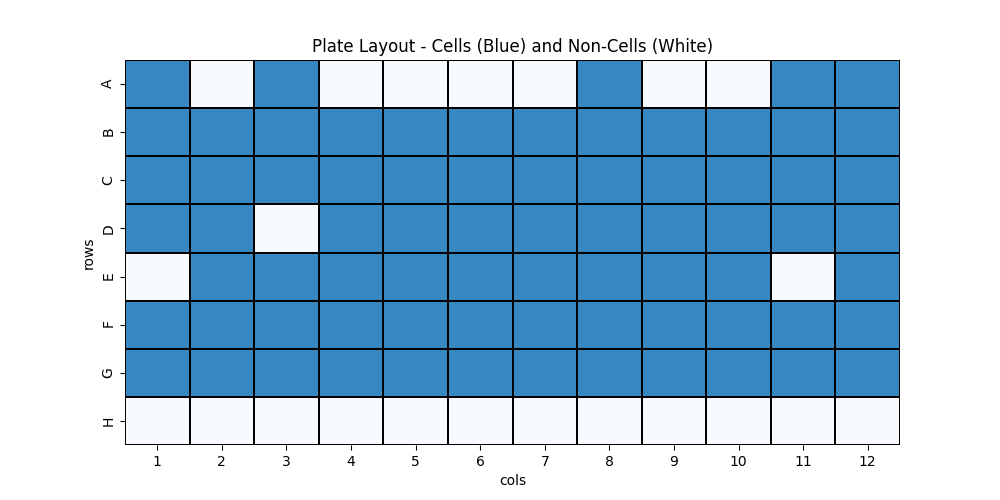 Plate Layout - Cells (Blue) and Non-Cells (White)
rows
A
B
C
D
E
F
G
H
1 2 3 4 5 6 7 8 9 10 11 12
cols